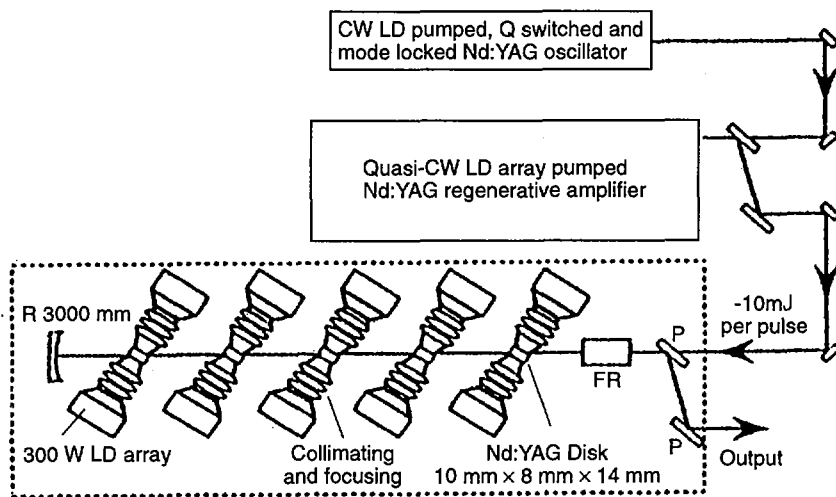 CW LD pumped, Q switched and
mode locked Nd:YAG oscillator
Quasi-CW LD array pumped
Nd:YAG regenerative amplifier
R 3000 mm
-10mJ
per pulse
P
FR
P
300 W LD array
Collimating
and focusing
Nd:YAG Disk
10 mm × 8 mm × 14 mm
Output